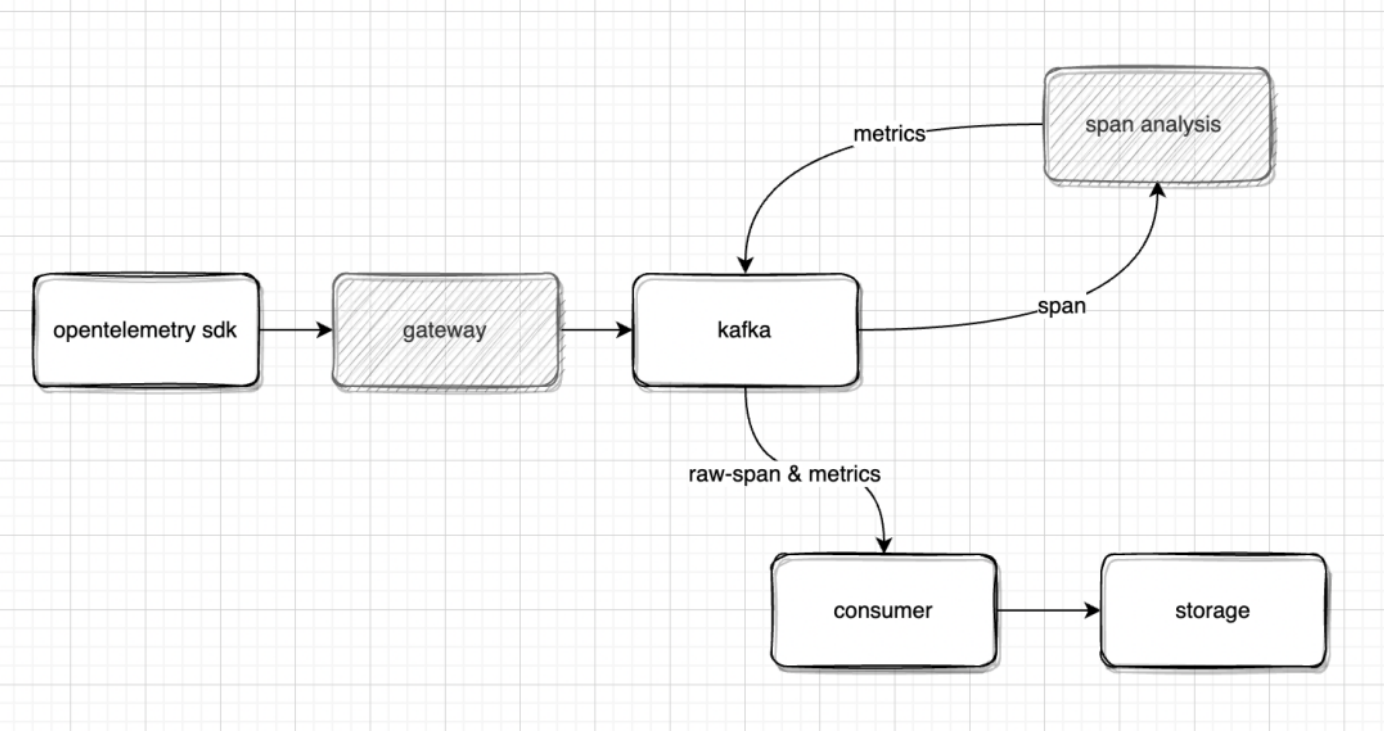 span analysis
metrics
opentelemetry sdk
gateway
kafka
span
raw-span & metrics
consumer
storage